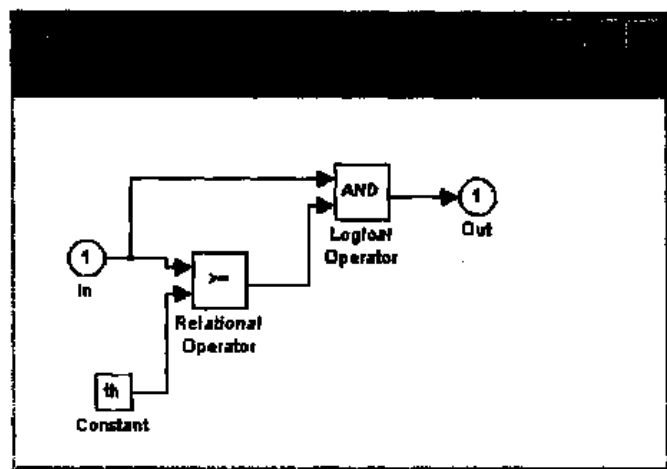 AND
Logical
Operator
1
Out
1
In
>=
Relational
Operator
th
Constant